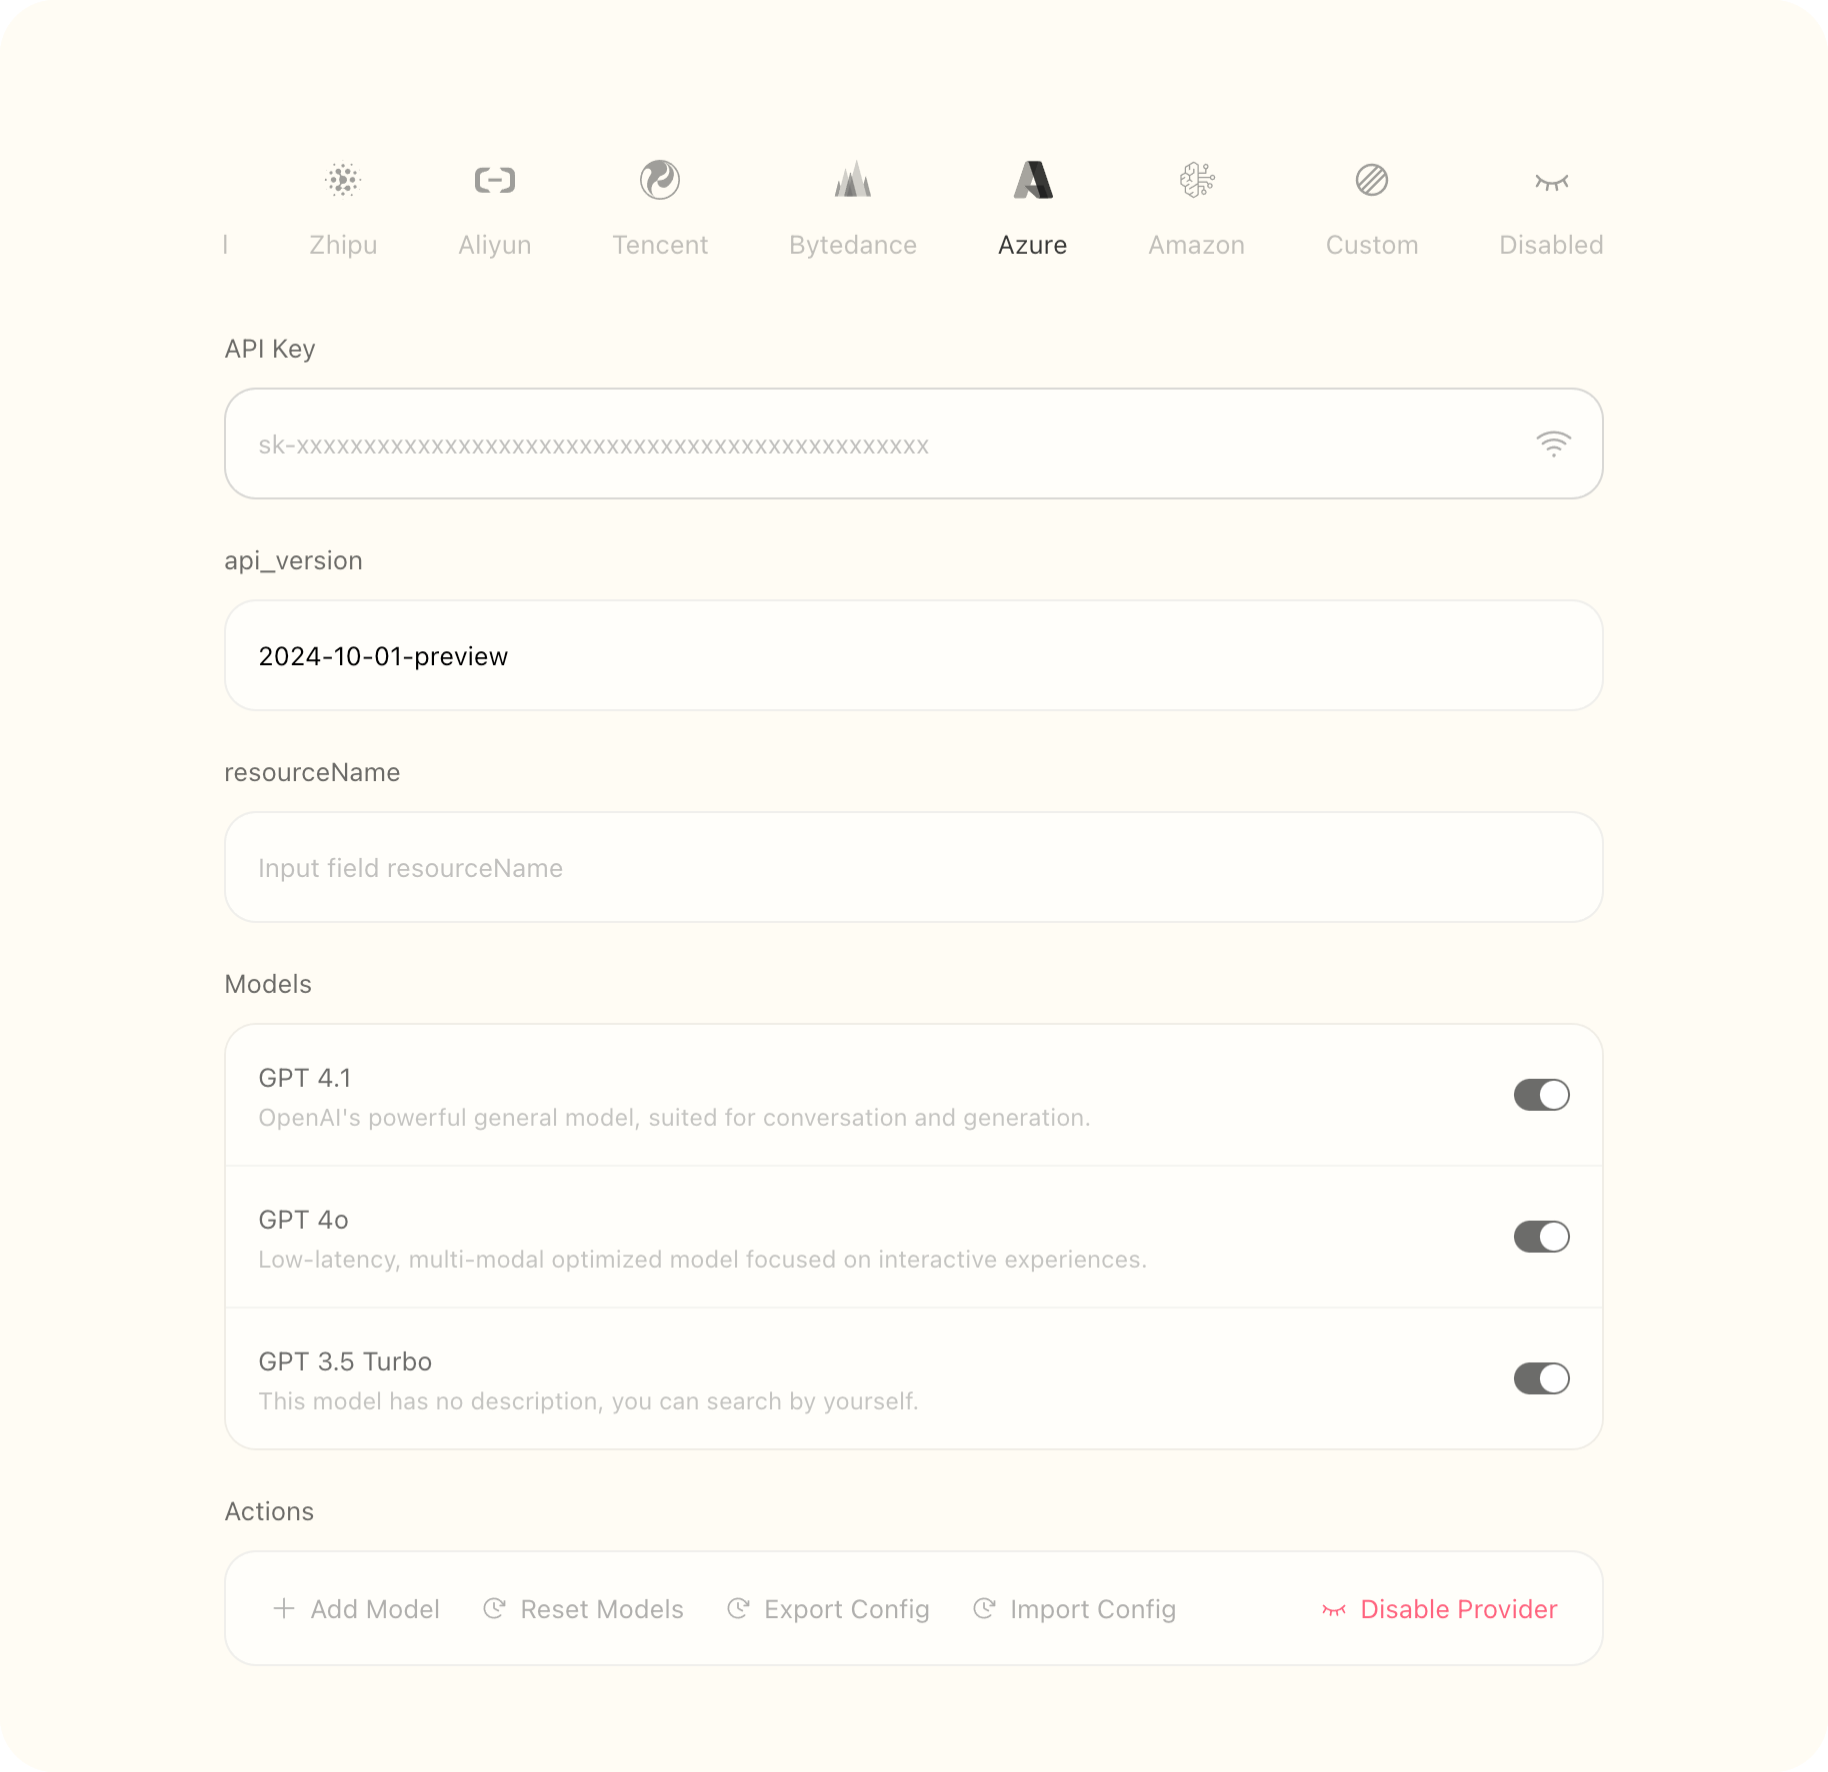 l Zhipu Aliyun Tencent Bytedance Azure Amazon Custom Disabled
API Key
sk-xxxxxxxxxxxxxxxxxxxxxxxxxxxxxxxxxxxxxxxxxxxxxxxx
api_version
2024-10-01-preview
resourceName
Input field resourceName
Models
GPT 4.1
OpenAI's powerful general model, suited for conversation and generation.
GPT 4o
Low-latency, multi-modal optimized model focused on interactive experiences.
GPT 3.5 Turbo
This model has no description, you can search by yourself.
Actions
Add Model Reset Models Export Config Import Config Disable Provider